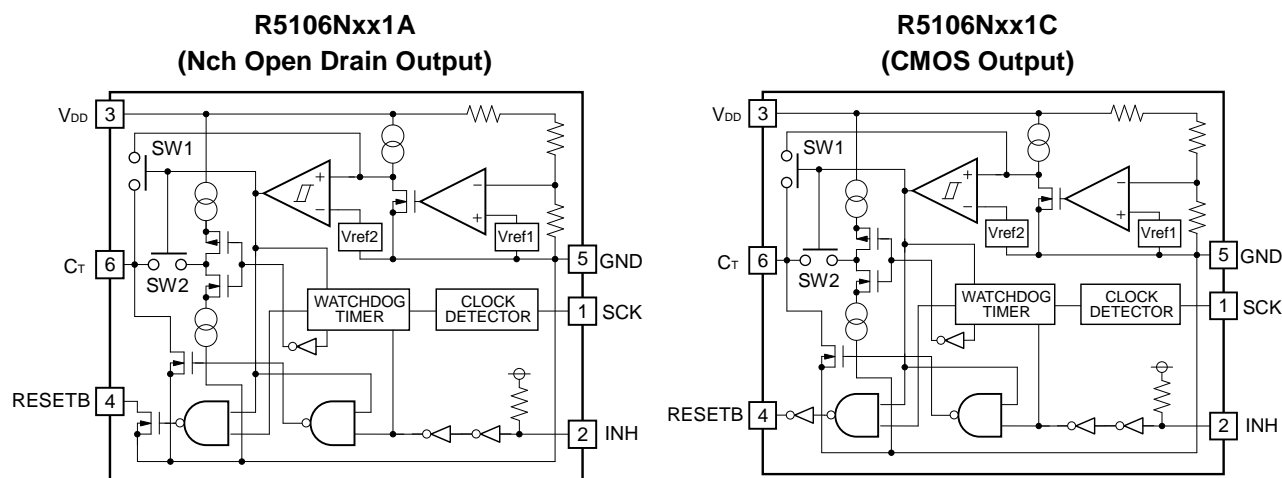 R5106Nxx1A
(Nch Open Drain Output)
VDD 3
SW1
+
−
−
+
Vref2
Vref1
CT 6
SW2
5 GND
WATCHDOG
TIMER
CLOCK
DETECTOR
1 SCK
RESETB 4
2 INH
R5106Nxx1C
(CMOS Output)
VDD 3
SW1
+
−
−
+
Vref2
Vref1
CT 6
SW2
5 GND
WATCHDOG
TIMER
CLOCK
DETECTOR
1 SCK
RESETB 4
2 INH